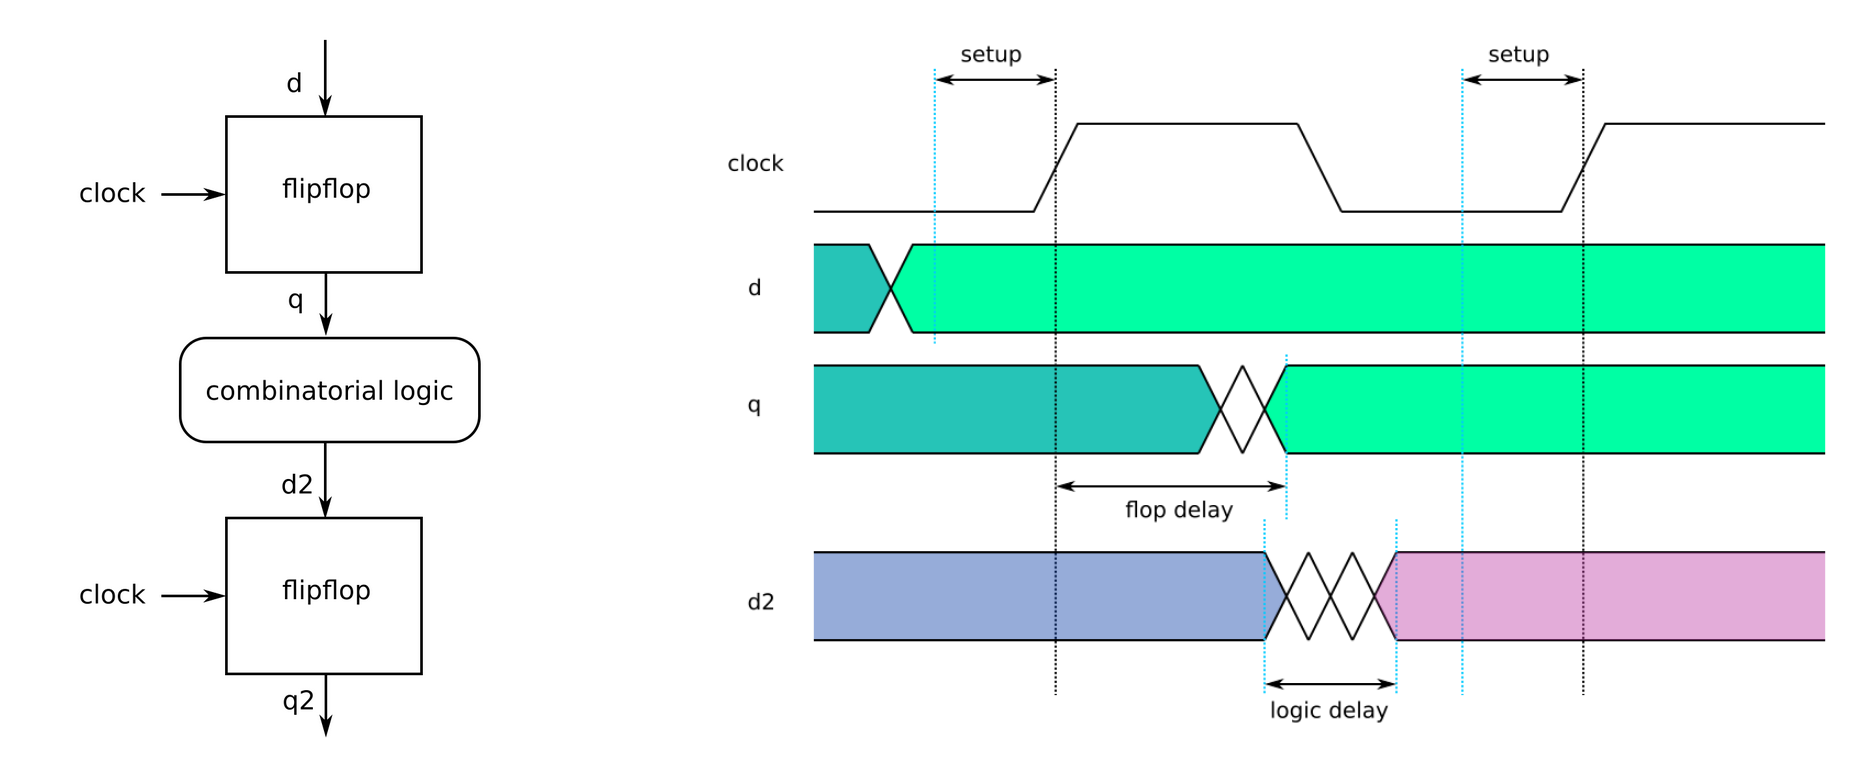 d
clock
flipflop
q
combinatorial logic
d2
clock
flipflop
q2
setup
setup
clock
d
q
flop delay
d2
logic delay